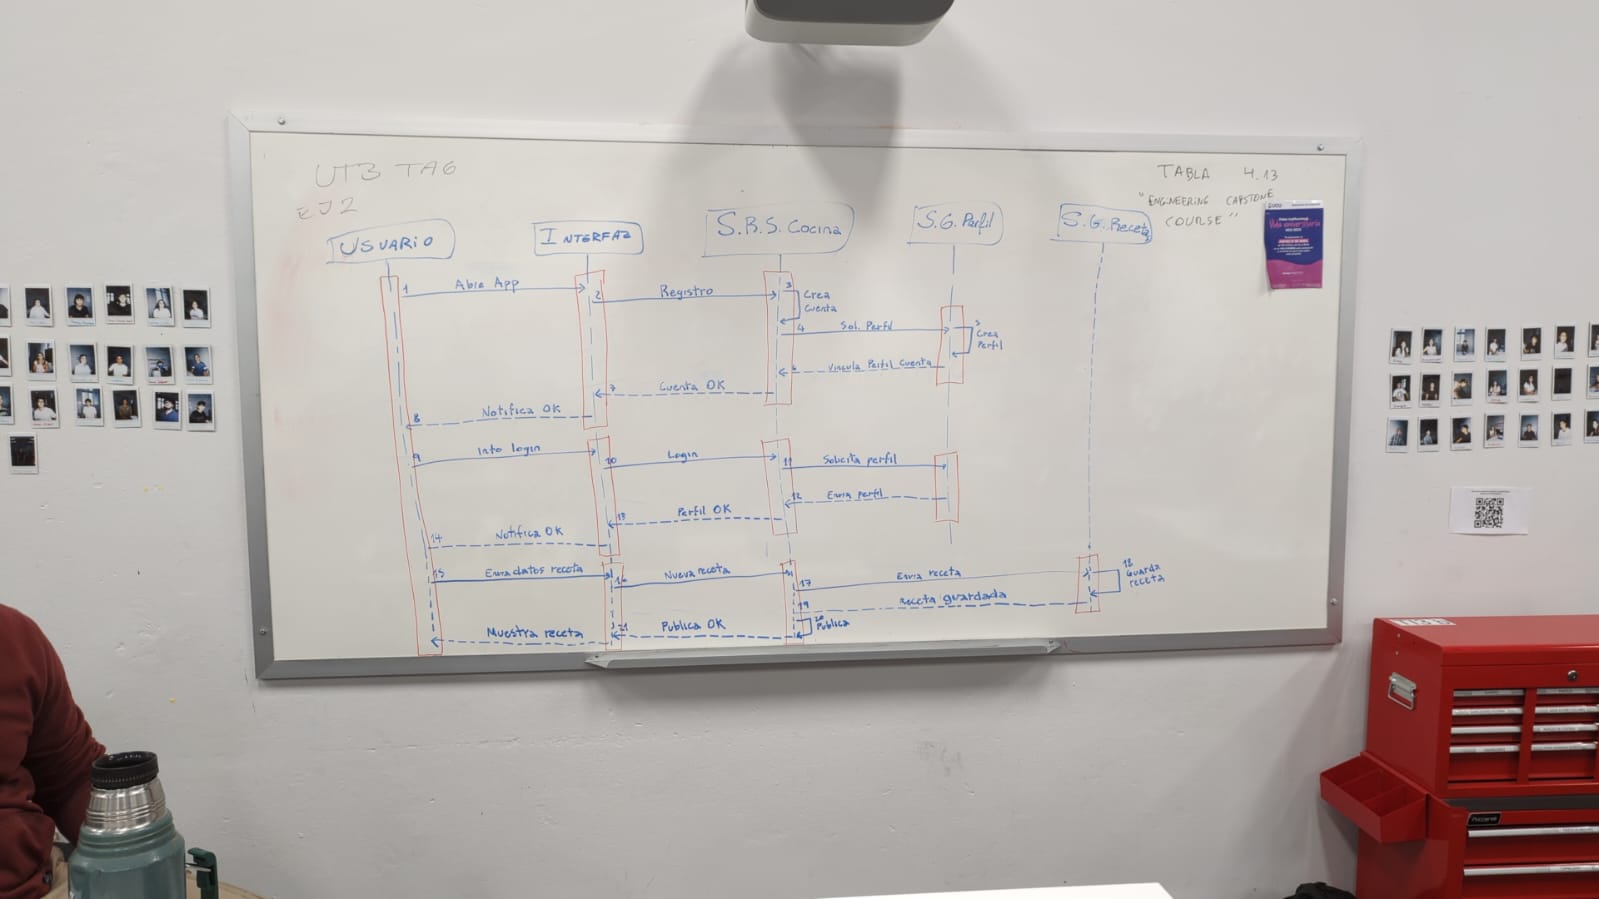 UT3 TA6
EJ2
TABLA 4.13
"ENGINEERING CAPSTONE
COURSE"
USUARIO
INTERFAZ
S.R.S. Cocina
S.G. Perfil
S.G. Receta
1 Abre App
2 Registro
3 Crea
Cuenta
4 Sol. Perfil
5 Crea
Perfil
6 Vincula Perfil Cuenta
7 Cuenta OK
8 Notifica OK
9 Into login
10 Login
11 Solicita perfil
12 Envia perfil
13 Perfil OK
14 Notifica OK
15 Envia datos receta
16 Nueva receta
17 Envia receta
18 Guarda
receta
19 Receta guardada
20 Publica
21 Publica OK
Muestra receta